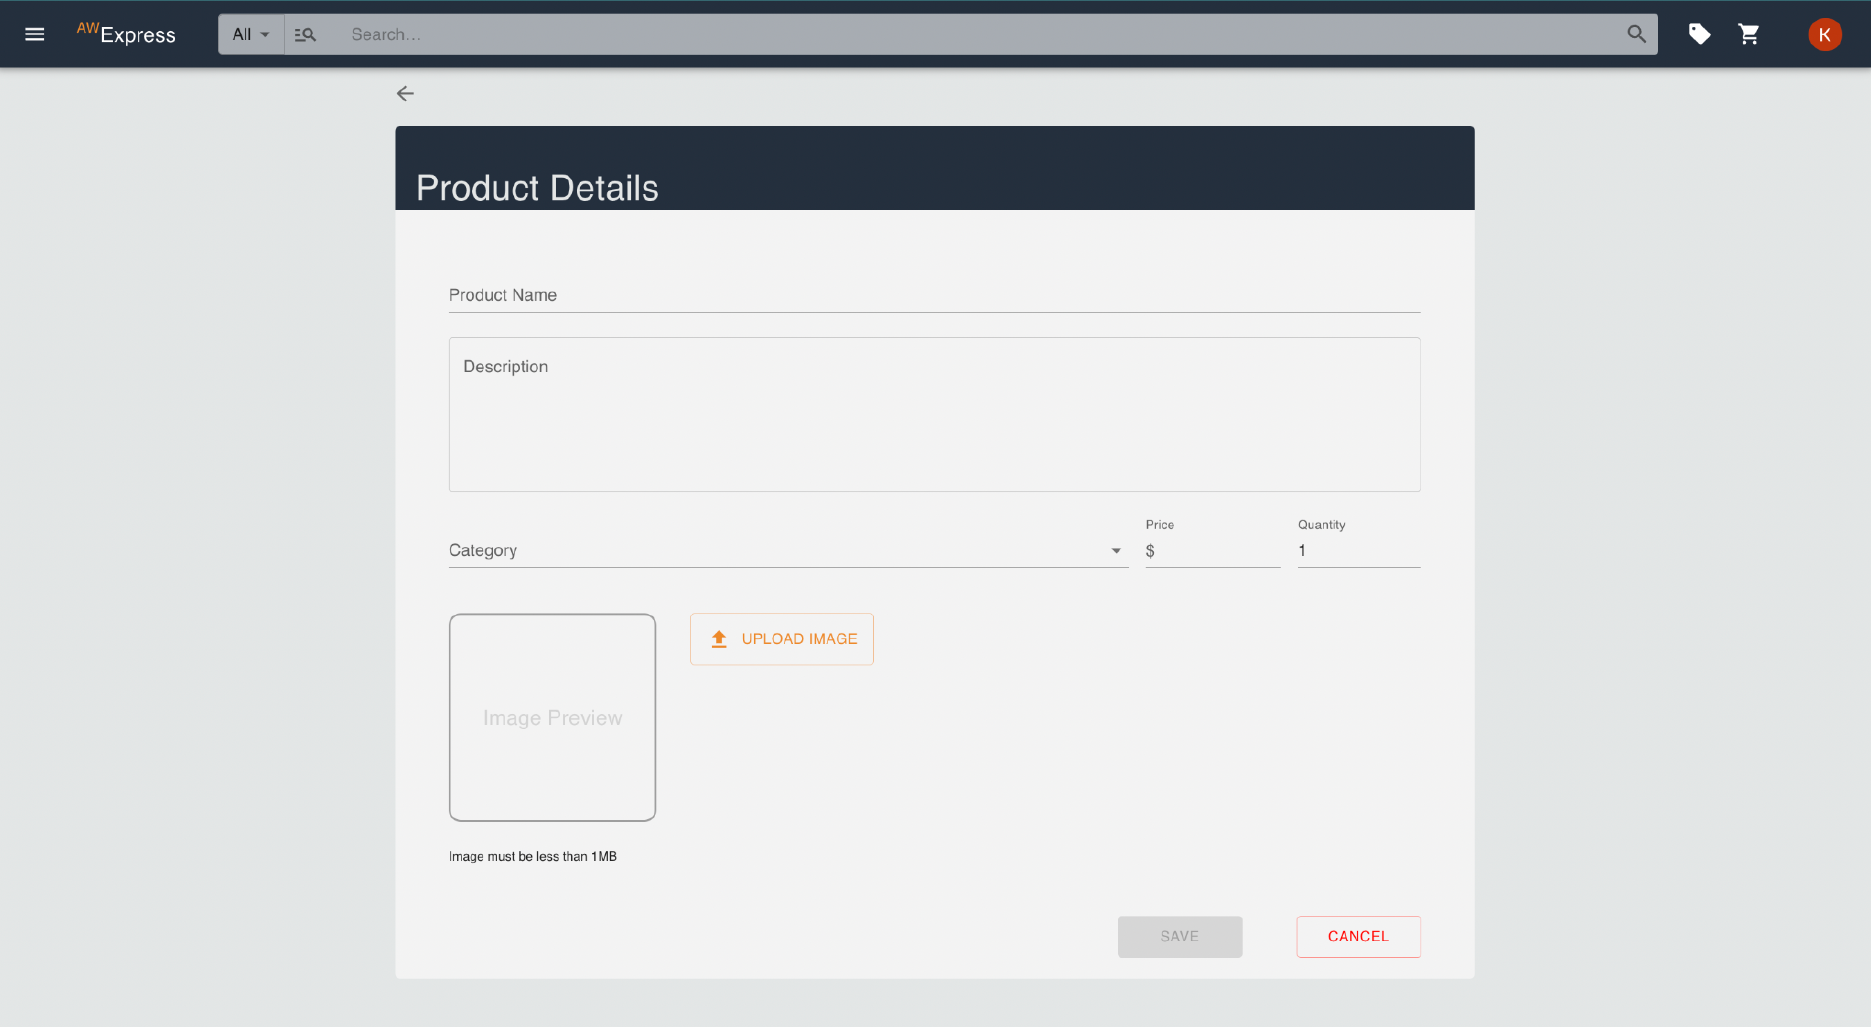 AWExpress
All
Search...
K
Product Details
Product Name
Description
Price
Quantity
Category
$
1
UPLOAD IMAGE
Image Preview
Image must be less than 1MB
SAVE
CANCEL